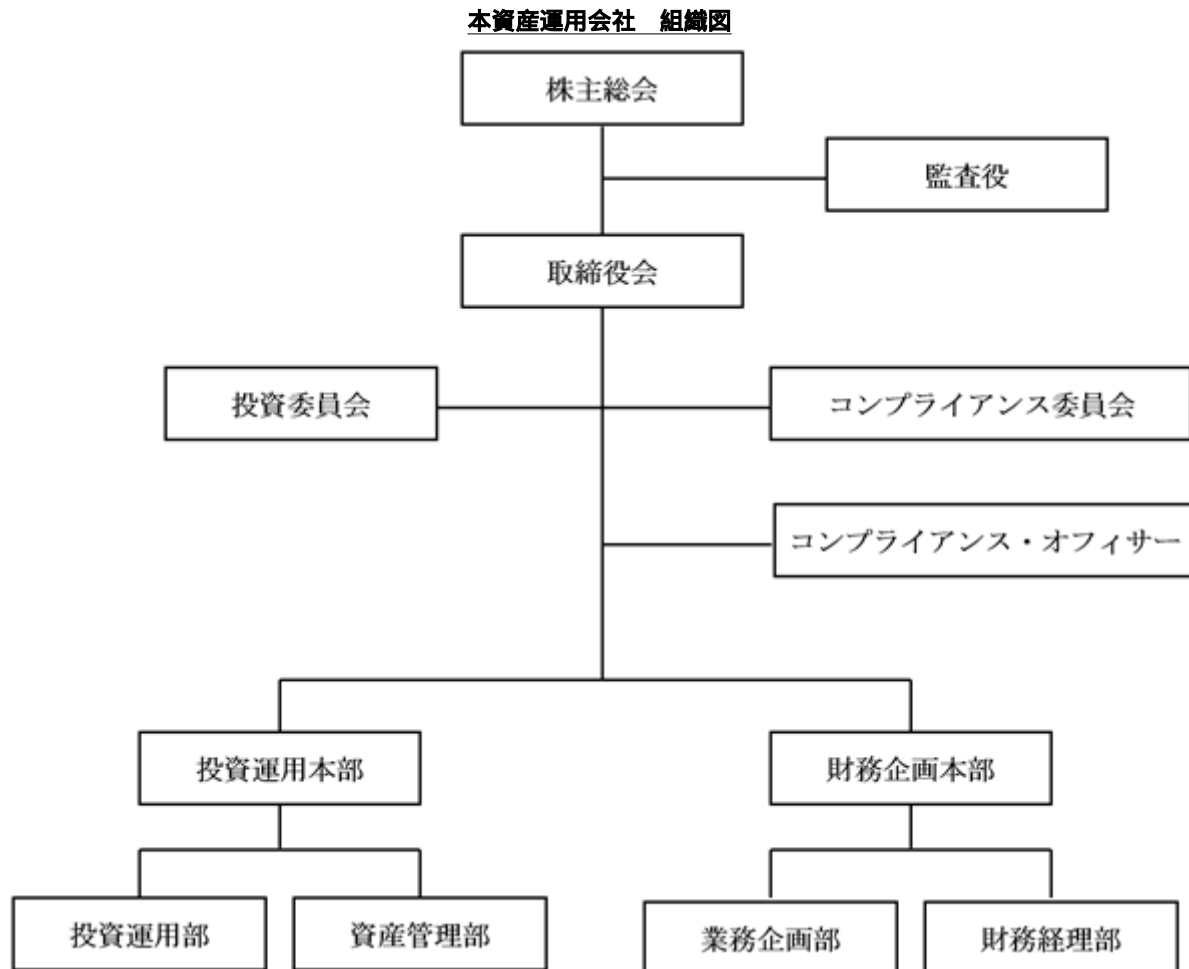 本資産運用会社　組織図
株主総会
監査役
取締役会
投資委員会
コンプライアンス委員会
コンプライアンス・オフィサー
投資運用本部
財務企画本部
投資運用部
資産管理部
業務企画部
財務経理部